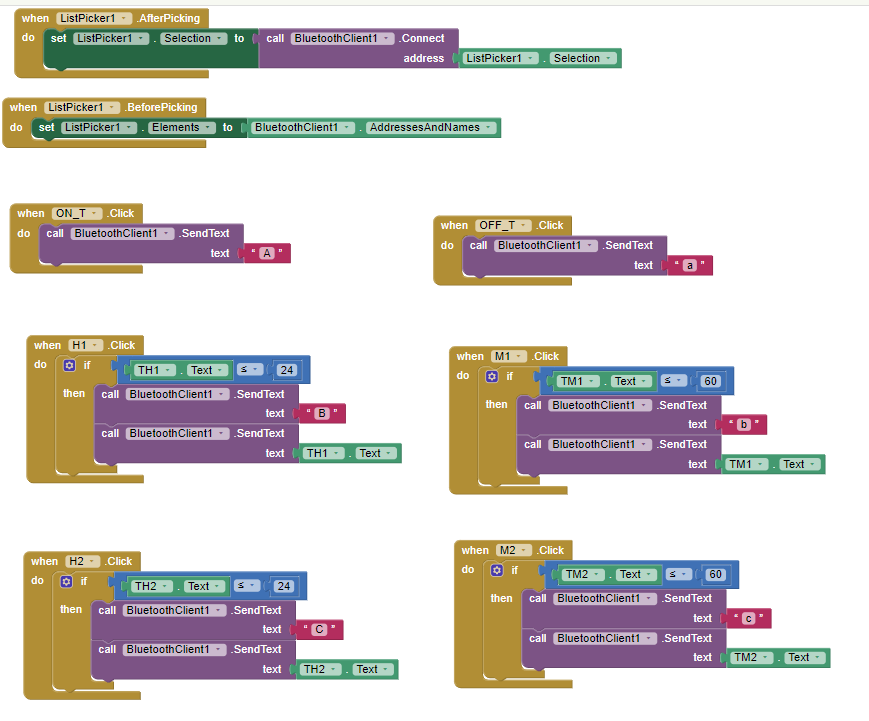 when ListPicker1 .AfterPicking
do set ListPicker1 . Selection to call BluetoothClient1 .Connect
address ListPicker1 . Selection
when ListPicker1 .BeforePicking
do set ListPicker1 . Elements to BluetoothClient1 . AddressesAndNames
when ON_T .Click
do call BluetoothClient1 .SendText
text " A "
when OFF_T .Click
do call BluetoothClient1 .SendText
text " a "
when H1 .Click
do if TH1 . Text ≤ 24
then call BluetoothClient1 .SendText
text " B "
call BluetoothClient1 .SendText
text TH1 . Text
when M1 .Click
do if TM1 . Text ≤ 60
then call BluetoothClient1 .SendText
text " b "
call BluetoothClient1 .SendText
text TM1 . Text
when H2 .Click
do if TH2 . Text ≤ 24
then call BluetoothClient1 .SendText
text " C "
call BluetoothClient1 .SendText
text TH2 . Text
when M2 .Click
do if TM2 . Text ≤ 60
then call BluetoothClient1 .SendText
text " c "
call BluetoothClient1 .SendText
text TM2 . Text